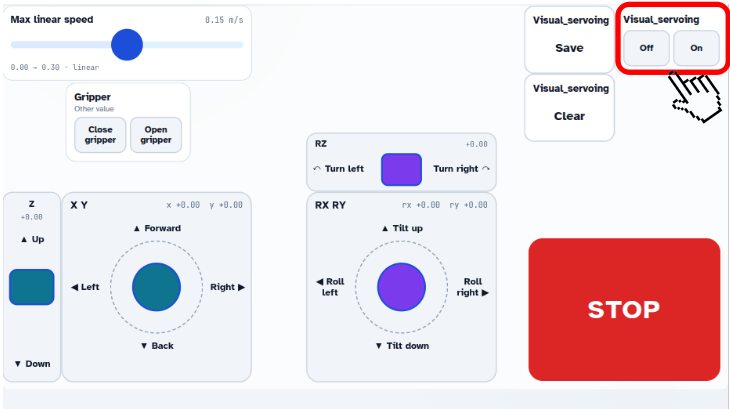 Max linear speed 0.15 m/s
0.00 → 0.30 · linear
Gripper
Other value
Close gripper
Open gripper
Visual_servoing
Save
Visual_servoing
Off On
Visual_servoing
Clear
RZ +0.00
↶ Turn left Turn right ↷
Z
+0.00
▲ Up
▼ Down
X Y x +0.00 y +0.00
▲ Forward
◀ Left Right ▶
▼ Back
RX RY rx +0.00 ry +0.00
▲ Tilt up
◀ Roll left
Roll right ▶
▼ Tilt down
STOP